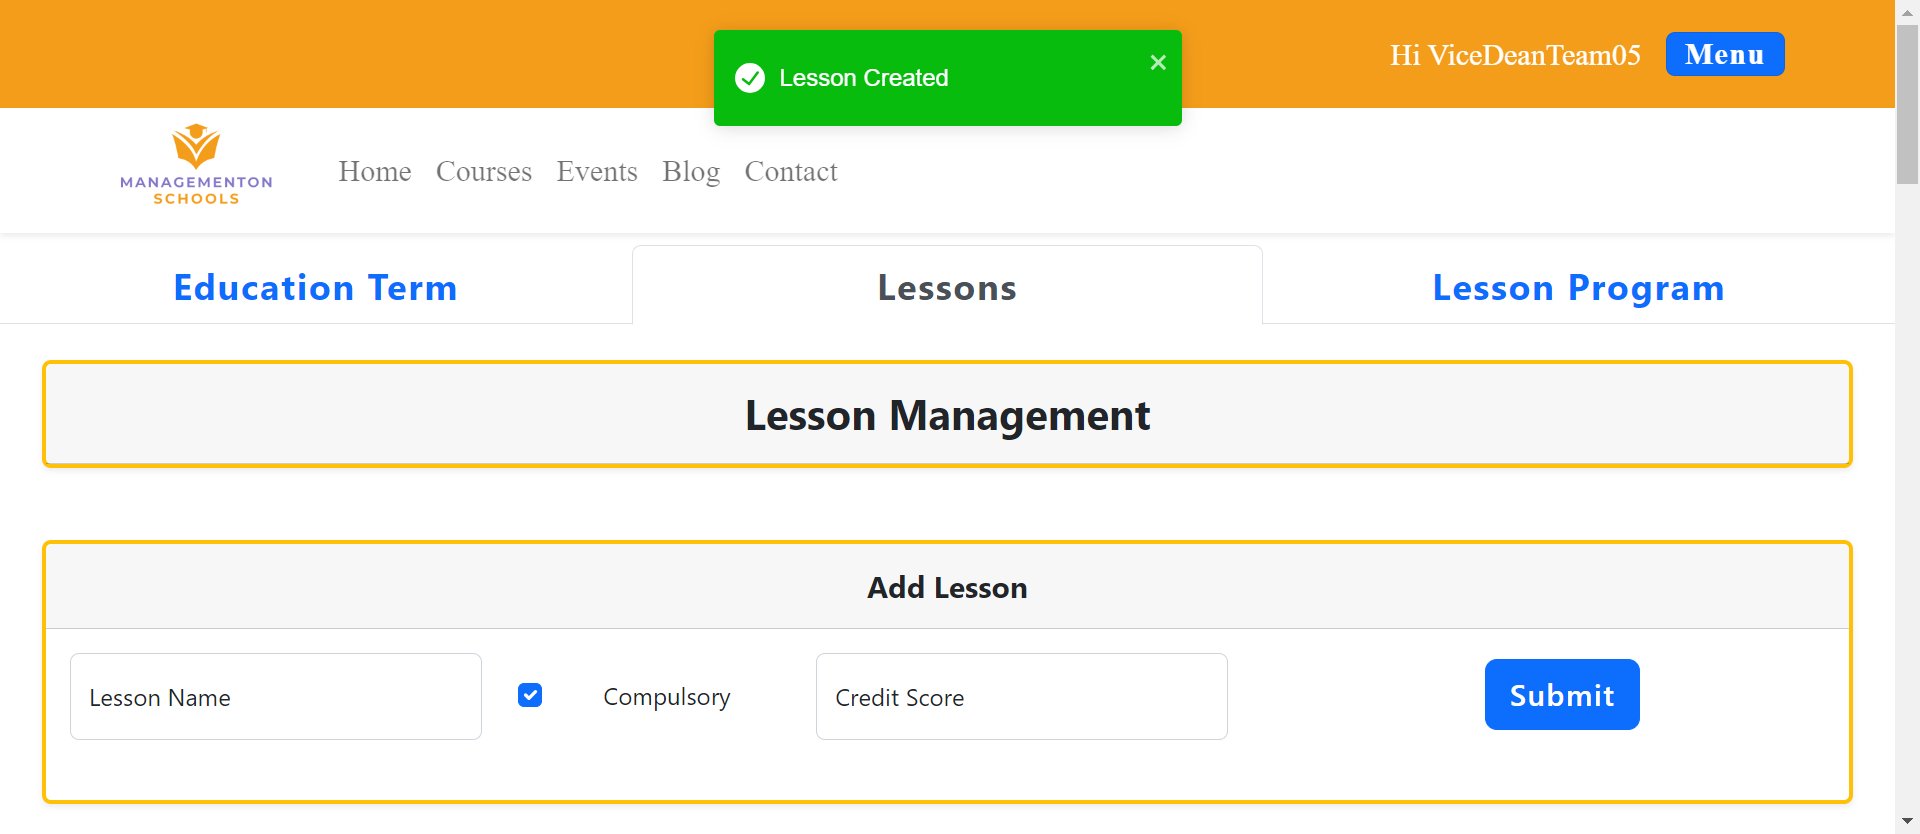 Lesson Created
Hi ViceDeanTeam05
Menu
MANAGEMENTON
SCHOOLS
Home Courses Events Blog Contact
Education Term
Lessons
Lesson Program
Lesson Management
Add Lesson
Lesson Name
Compulsory
Credit Score
Submit